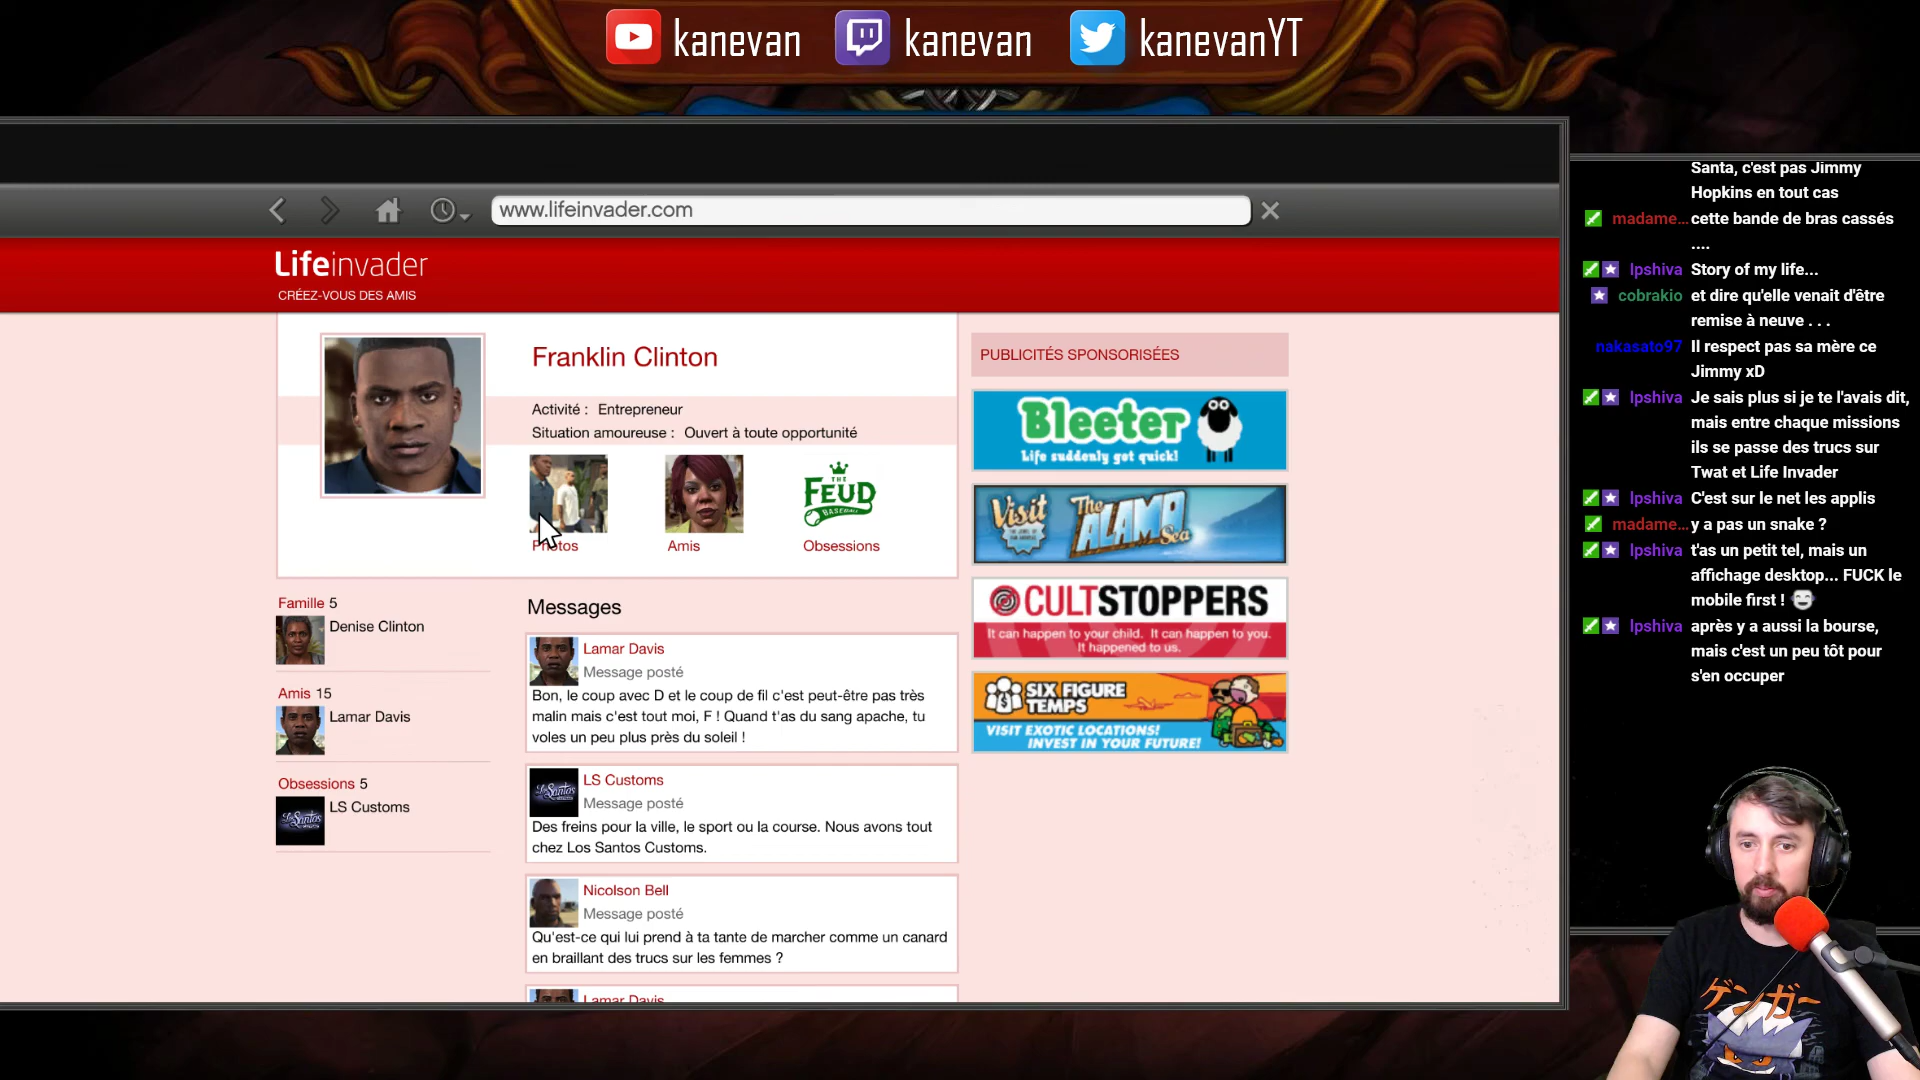 kanevan
kanevan
kanevanYT
www.lifeinvader.com
Lifeinvader
CRÉEZ-VOUS DES AMIS
Franklin Clinton
Activité : Entrepreneur
Situation amoureuse : Ouvert à toute opportunité
THE FEUD BASEBALL
Photos
Amis
Obsessions
Famille 5
Denise Clinton
Amis 15
Lamar Davis
Obsessions 5
Los Santos
LS Customs
Messages
Lamar Davis
Message posté
Bon, le coup avec D et le coup de fil c'est peut-être pas très
malin mais c'est tout moi, F ! Quand t'as du sang apache, tu
voles un peu plus près du soleil !
Los Santos
LS Customs
Message posté
Des freins pour la ville, le sport ou la course. Nous avons tout
chez Los Santos Customs.
Nicolson Bell
Message posté
Qu'est-ce qui lui prend à ta tante de marcher comme un canard
en braillant des trucs sur les femmes ?
Lamar Davis
PUBLICITÉS SPONSORISÉES
Bleeter
Life suddenly got quick!
Visit The ALAMO Sea
CULTSTOPPERS
It can happen to your child. It can happen to you.
It happened to us.
SIX FIGURE
TEMPS
VISIT EXOTIC LOCATIONS!
INVEST IN YOUR FUTURE!
Santa, c'est pas Jimmy
Hopkins en tout cas
madame... cette bande de bras cassés
....
lpshiva Story of my life...
cobrakio et dire qu'elle venait d'être
remise à neuve . . .
nakasato97 Il respect pas sa mère ce
Jimmy xD
lpshiva Je sais plus si je te l'avais dit,
mais entre chaque missions
ils se passe des trucs sur
Twat et Life Invader
lpshiva C'est sur le net les applis
madame... y a pas un snake ?
lpshiva t'as un petit tel, mais un
affichage desktop... FUCK le
mobile first !
lpshiva après y a aussi la bourse,
mais c'est un peu tôt pour
s'en occuper
ゲンガー